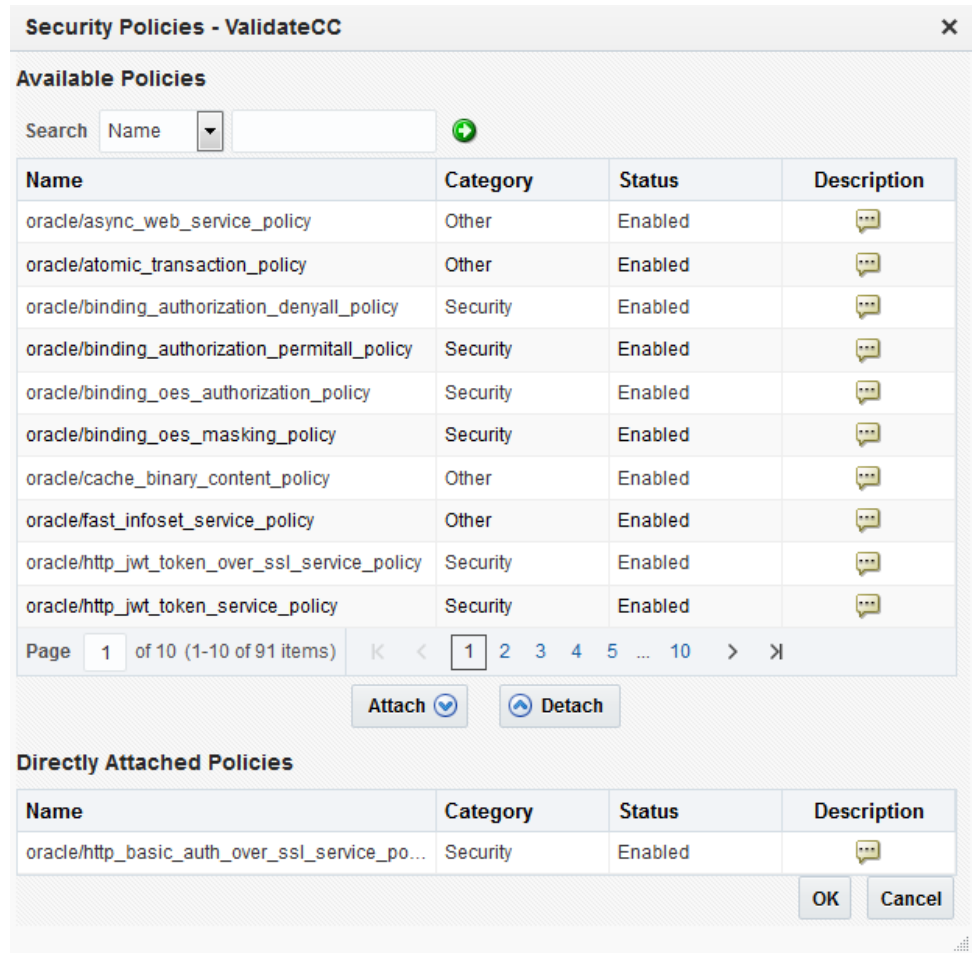 Security Policies - ValidateCC
Available Policies
Search Name
Name Category Status Description
oracle/async_web_service_policy Other Enabled
oracle/atomic_transaction_policy Other Enabled
oracle/binding_authorization_denyall_policy Security Enabled
oracle/binding_authorization_permitall_policy Security Enabled
oracle/binding_oes_authorization_policy Security Enabled
oracle/binding_oes_masking_policy Security Enabled
oracle/cache_binary_content_policy Other Enabled
oracle/fast_infoset_service_policy Other Enabled
oracle/http_jwt_token_over_ssl_service_policy Security Enabled
oracle/http_jwt_token_service_policy Security Enabled
Page 1 of 10 (1-10 of 91 items) 1 2 3 4 5 ... 10
Attach Detach
Directly Attached Policies
Name Category Status Description
oracle/http_basic_auth_over_ssl_service_po... Security Enabled
OK Cancel